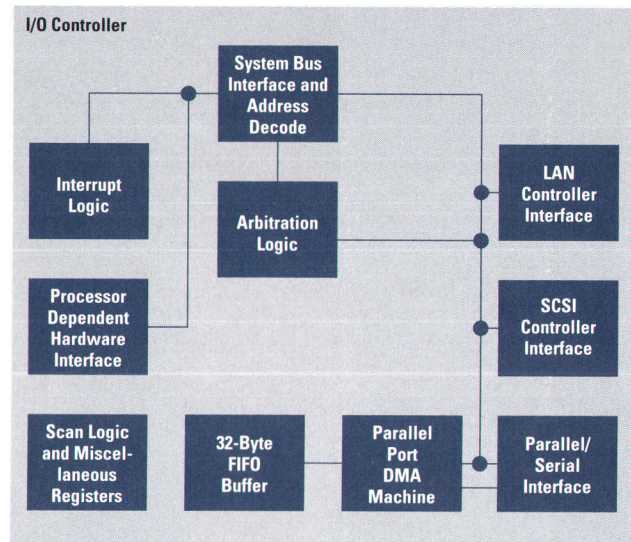 I/O Controller
System Bus
Interface and
Address
Decode
Interrupt
Logic
Arbitration
Logic
LAN
Controller
Interface
Processor
Dependent
Hardware
Interface
SCSI
Controller
Interface
Scan Logic
and Miscel-
laneous
Registers
32-Byte
FIFO
Buffer
Parallel
Port
DMA
Machine
Parallel/
Serial
Interface